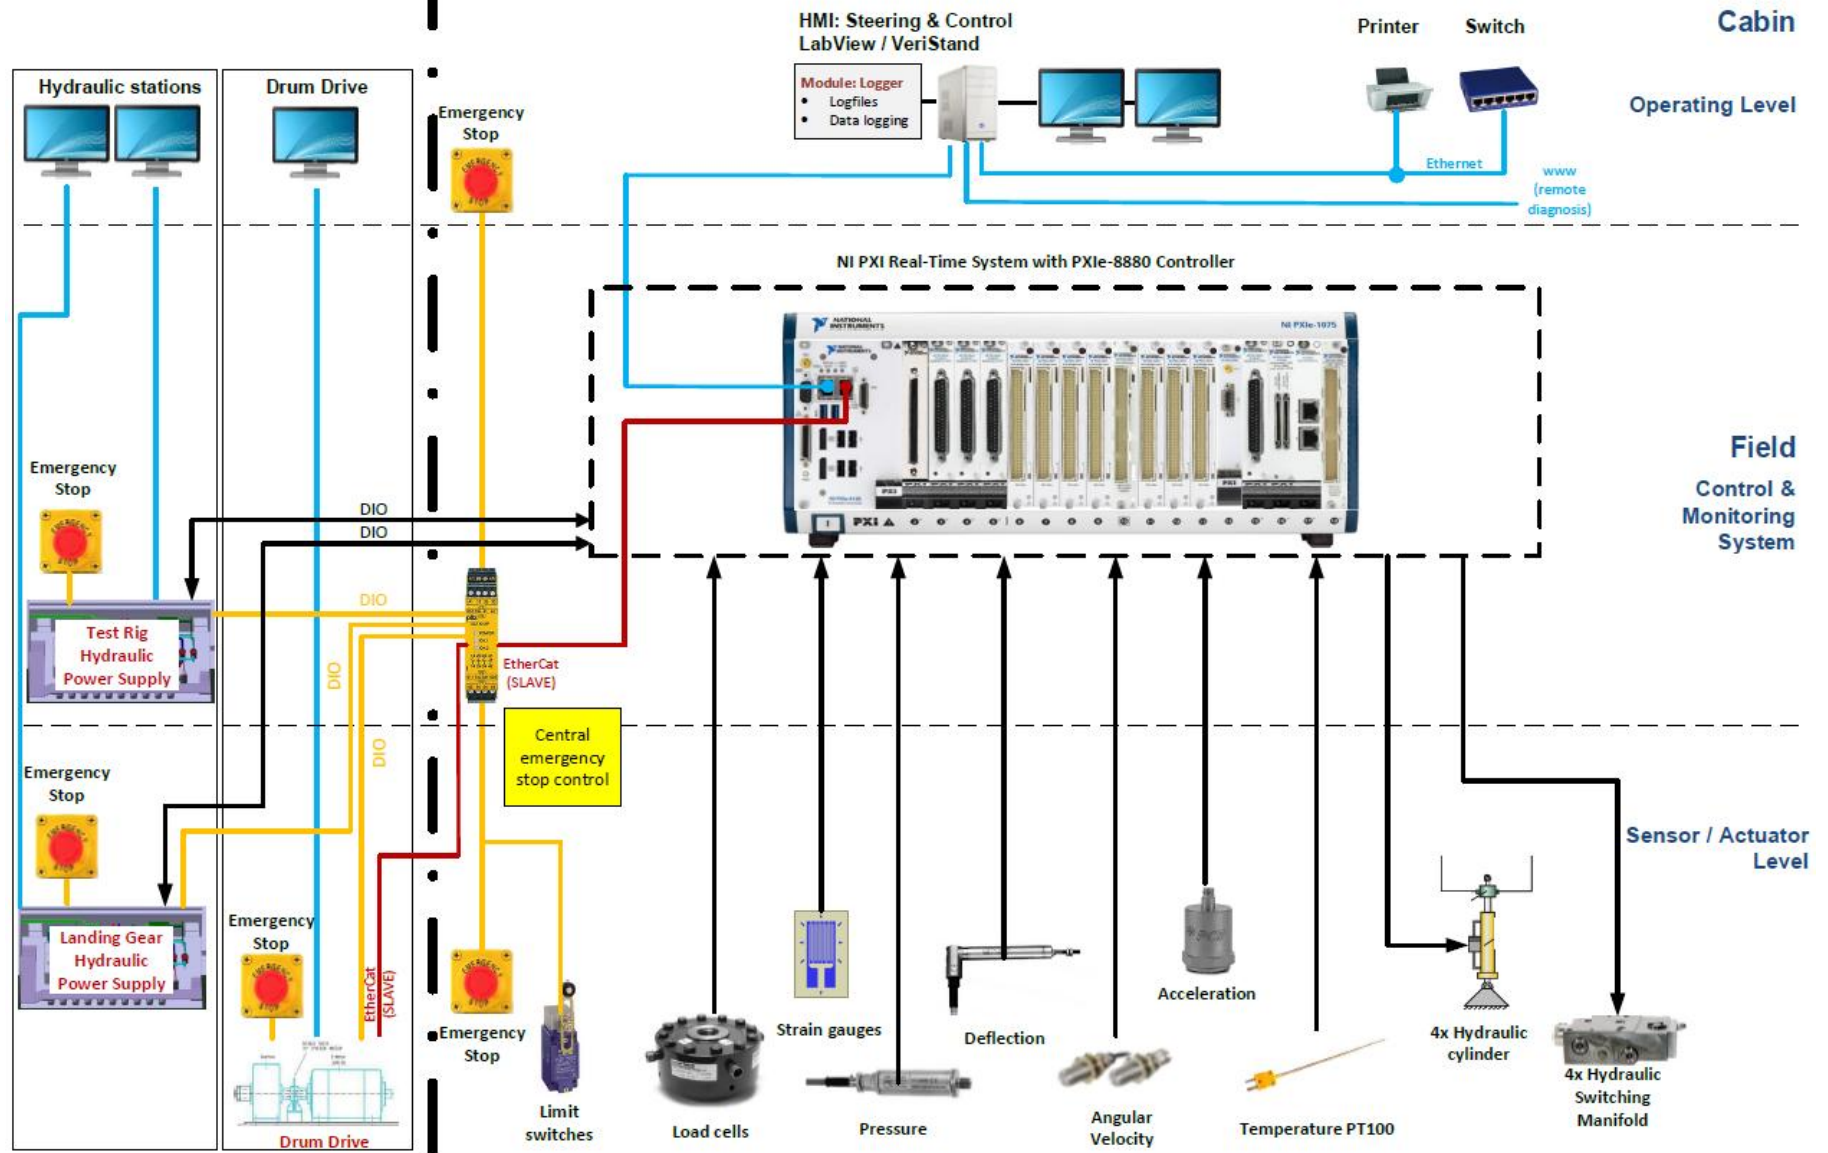 HMI: Steering & Control
LabView / VeriStand
Printer
Switch
Cabin
Hydraulic stations
Drum Drive
Module: Logger
• Logfiles
• Data logging
Operating Level
Emergency
Stop
Ethernet
www
(remote
diagnosis)
NI PXI Real-Time System with PXIe-8880 Controller
NATIONAL
INSTRUMENTS
NI PXIe-1075
Field
Control &
Monitoring
System
Emergency
Stop
DIO
DIO
PXI
DIO
Test Rig
Hydraulic
Power Supply
DIO
EtherCat
(SLAVE)
Central
emergency
stop control
DIO
Emergency
Stop
Sensor / Actuator
Level
Landing Gear
Hydraulic
Power Supply
Emergency
Stop
EtherCat
(SLAVE)
Emergency
Stop
Drum Drive
Limit
switches
Load cells
Strain gauges
Pressure
Deflection
Angular
Velocity
Acceleration
Temperature PT100
4x Hydraulic
cylinder
4x Hydraulic
Switching
Manifold